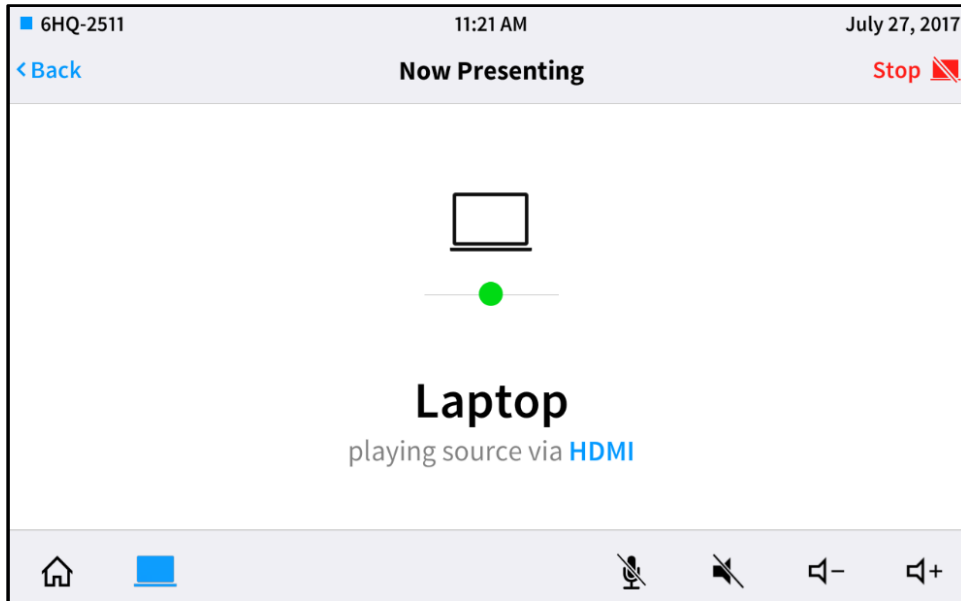 6HQ-2511 11:21 AM July 27, 2017
<Back Now Presenting Stop
Laptop
playing source via HDMI